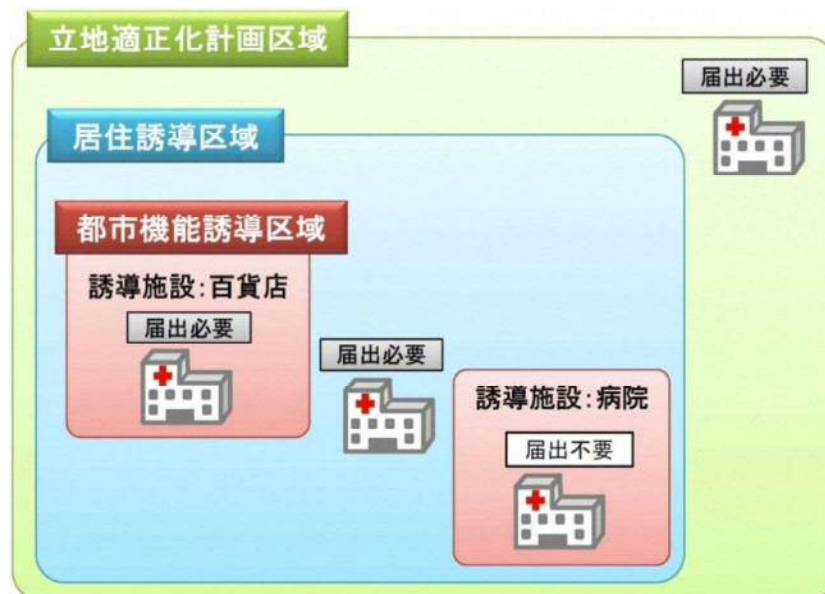 立地適正化計画区域
届出必要
居住誘導区域
都市機能誘導区域
誘導施設:百貨店
届出必要
届出必要
誘導施設:病院
届出不要